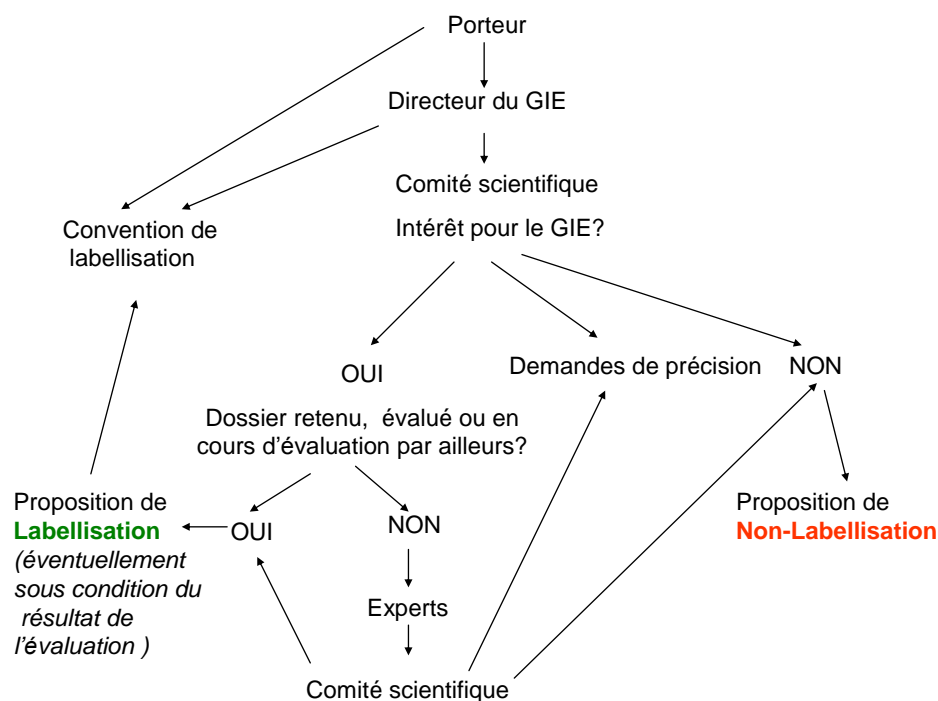 Porteur
Directeur du GIE
Comité scientifique
Intérêt pour le GIE?
Convention de
labellisation
OUI
Demandes de précision
NON
Dossier retenu, évalué ou en
cours d'évaluation par ailleurs?
Proposition de
Labellisation
(éventuellement
sous condition du
résultat de
l'évaluation )
OUI
NON
Proposition de
Non-Labellisation
Experts
Comité scientifique